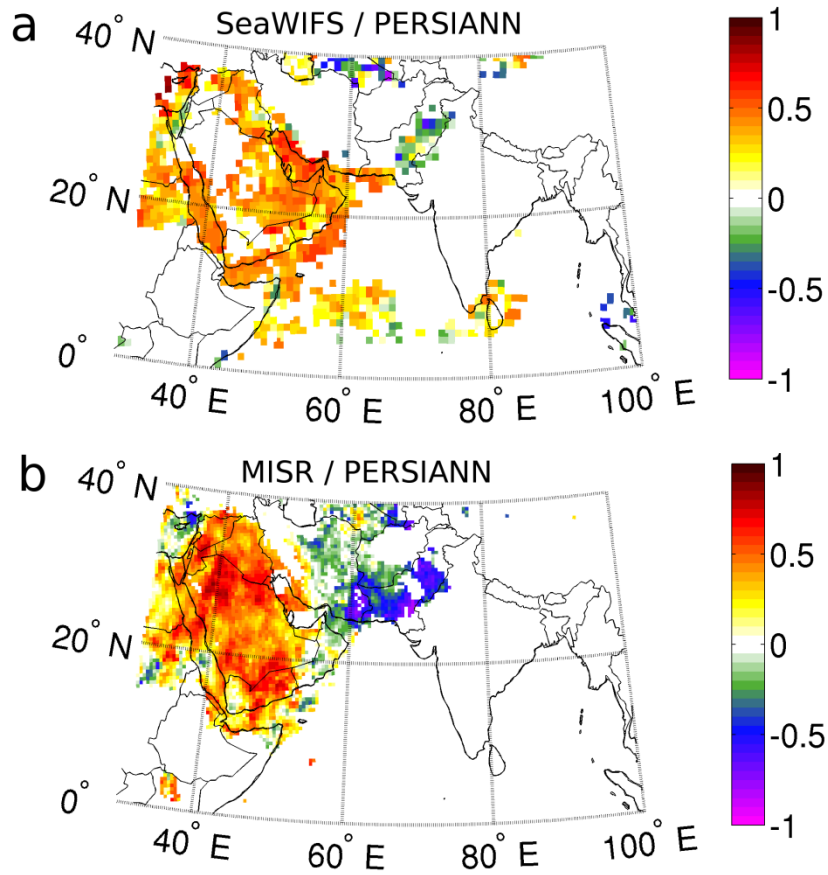 a
SeaWIFS / PERSIANN
40° N
20° N
0°
40° E
60° E
80° E
100° E
1
0.5
0
-0.5
-1
b
MISR / PERSIANN
40° N
20° N
0°
40° E
60° E
80° E
100° E
1
0.5
0
-0.5
-1